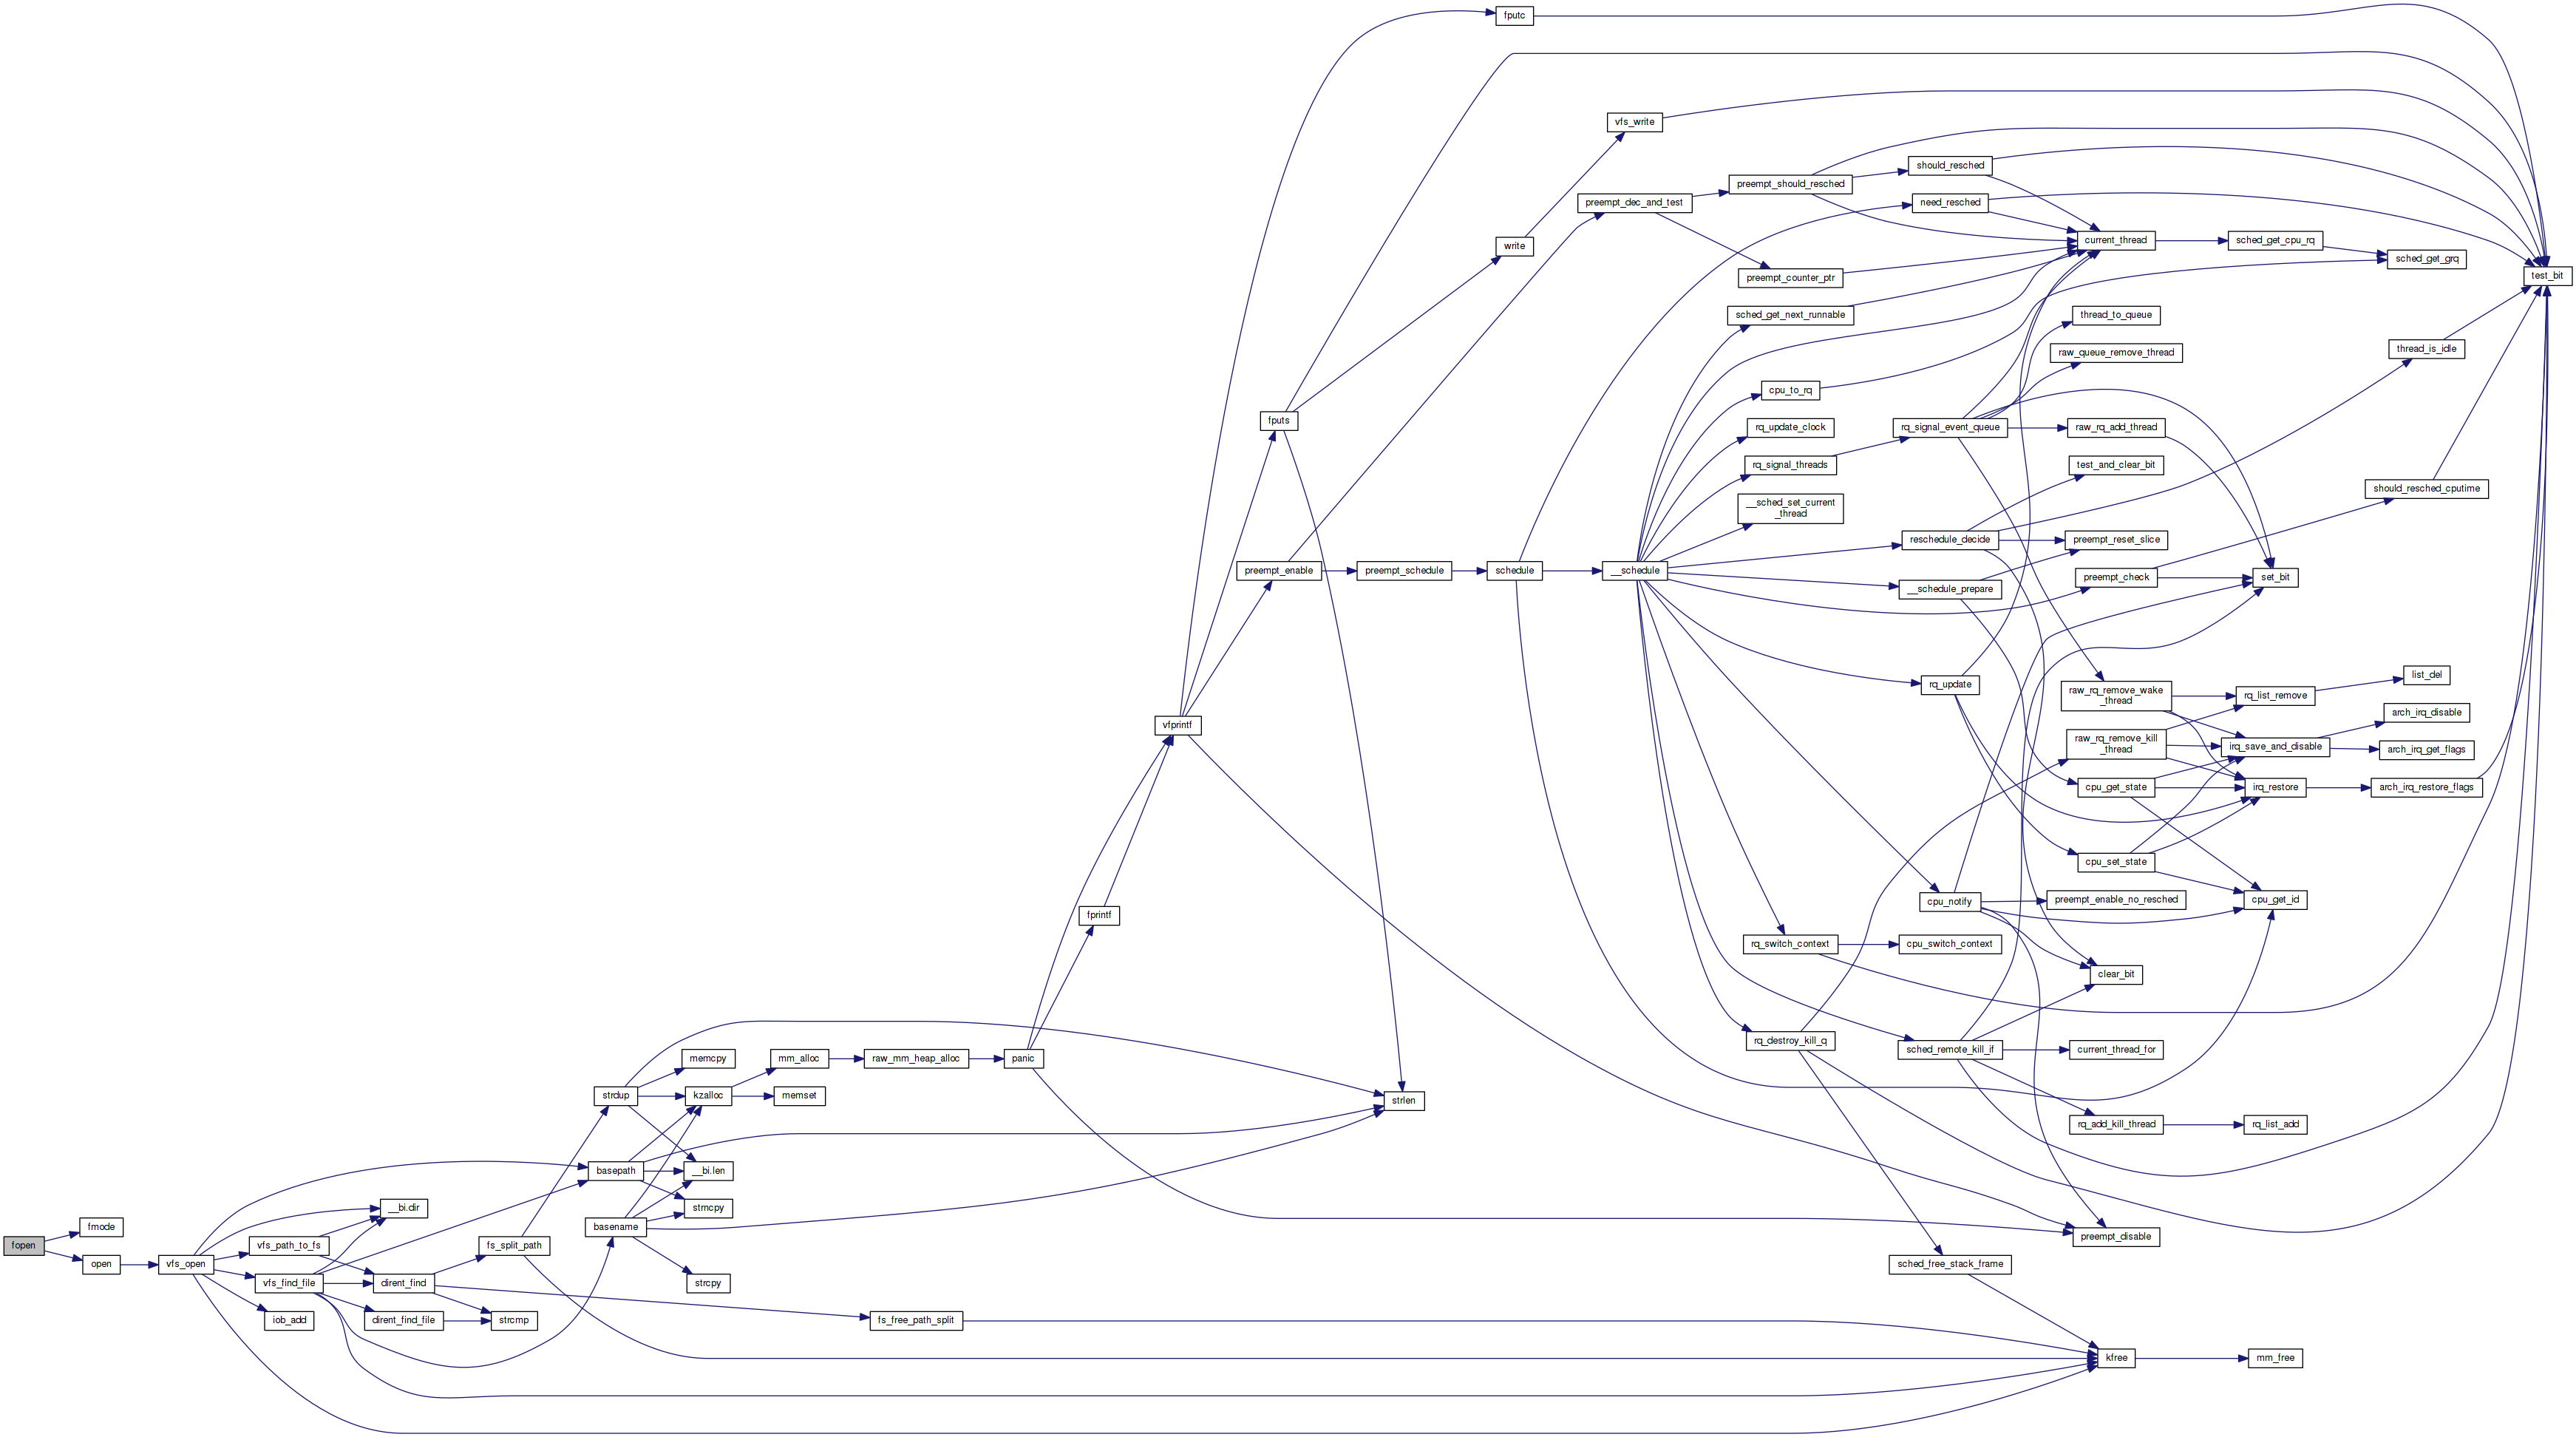 fopen
fmode
open
vfs_open
vfs_path_to_fs
vfs_find_file
iob_add
__bi.dir
dirent_find
dirent_find_file
fs_split_path
strcmp
strdup
basepath
basename
memcpy
kzalloc
__bi.len
strncpy
strcpy
mm_alloc
memset
raw_mm_heap_alloc
fs_free_path_split
panic
fprintf
vfprintf
fputs
preempt_enable
preempt_schedule
strlen
fputc
write
schedule
vfs_write
preempt_dec_and_test
__schedule
preempt_should_resched
preempt_counter_ptr
sched_get_next_runnable
cpu_to_rq
rq_update_clock
rq_signal_threads
__sched_set_current
_thread
rq_switch_context
rq_destroy_kill_q
should_resched
need_resched
rq_signal_event_queue
reschedule_decide
__schedule_prepare
rq_update
cpu_notify
cpu_switch_context
sched_remote_kill_if
sched_free_stack_frame
current_thread
thread_to_queue
raw_queue_remove_thread
raw_rq_add_thread
test_and_clear_bit
preempt_reset_slice
preempt_check
raw_rq_remove_wake
_thread
raw_rq_remove_kill
_thread
cpu_get_state
cpu_set_state
preempt_enable_no_resched
clear_bit
current_thread_for
rq_add_kill_thread
preempt_disable
kfree
sched_get_cpu_rq
set_bit
rq_list_remove
irq_save_and_disable
irq_restore
cpu_get_id
rq_list_add
mm_free
sched_get_grq
thread_is_idle
should_resched_cputime
list_del
arch_irq_disable
arch_irq_get_flags
arch_irq_restore_flags
test_bit